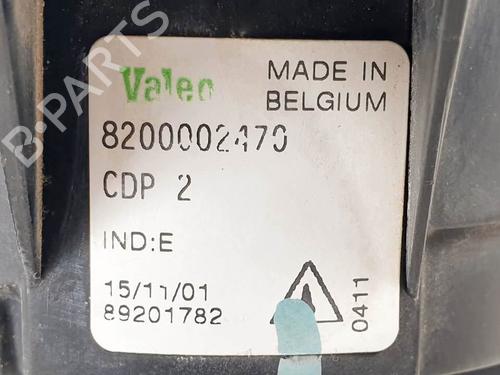 B-PARTS
Valeo
MADE IN
BELGIUM
8200002470
CDP 2
IND:E
15/11/01
89201782
0411